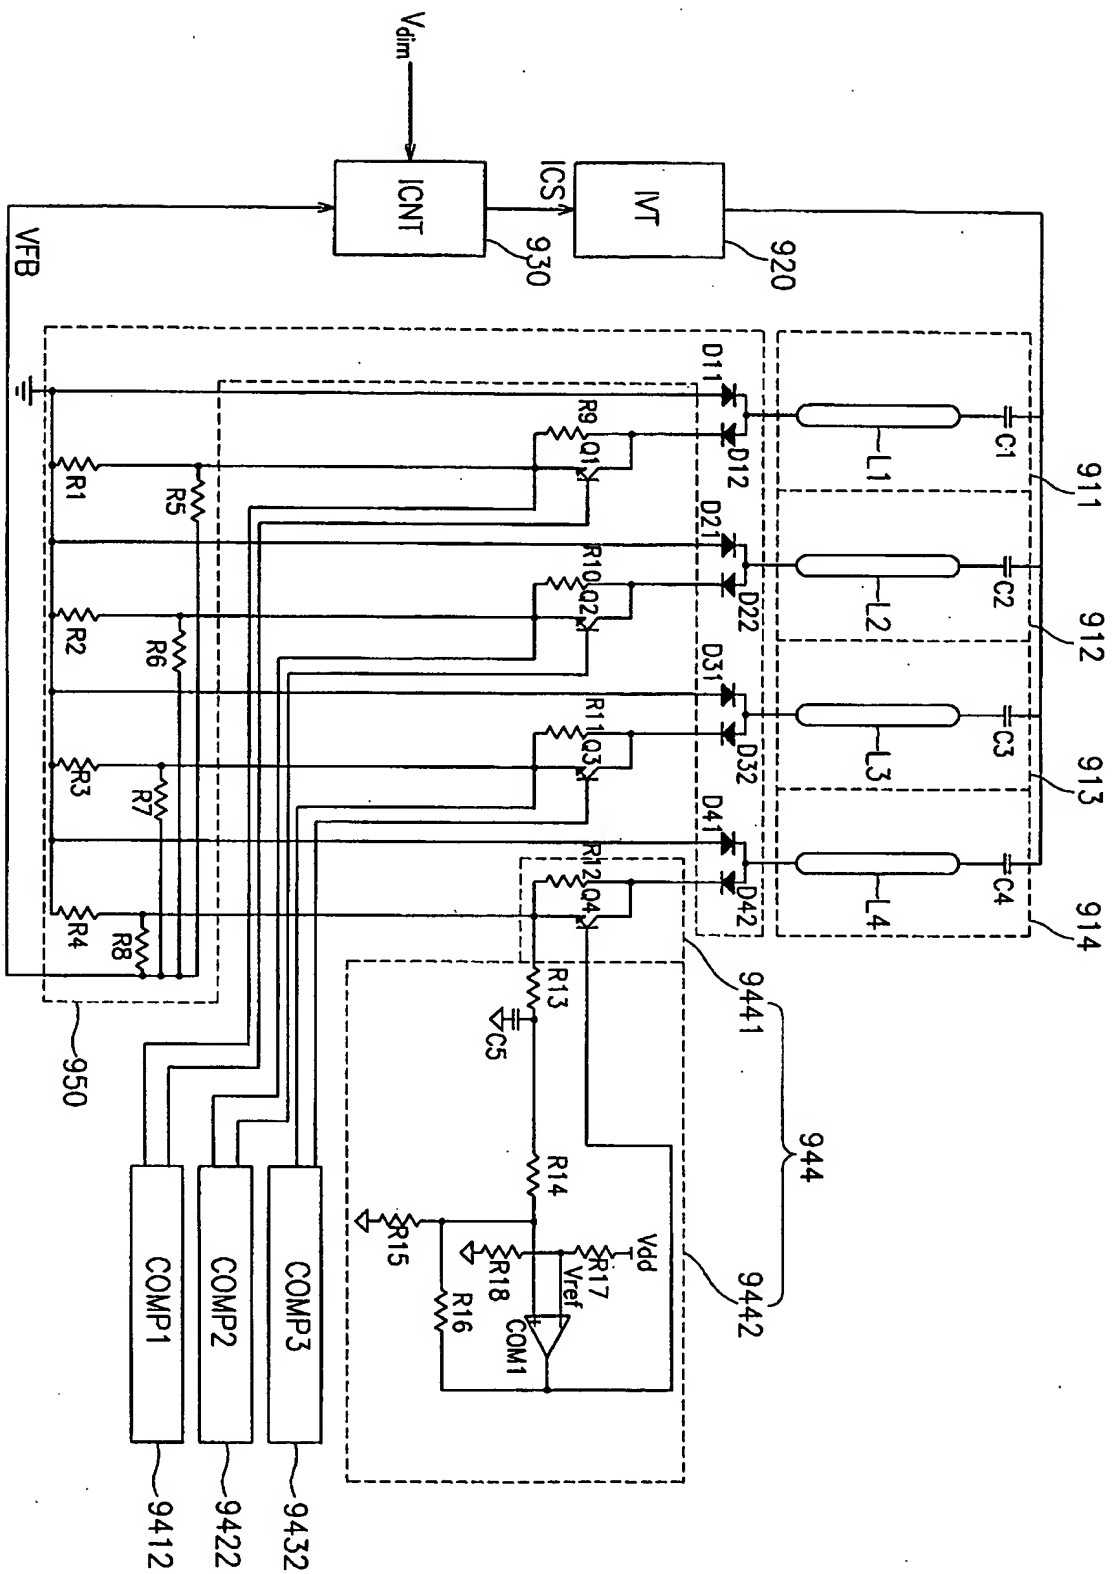 911
912
913
914
C1
C2
C3
C4
L1
L2
L3
L4
920
IVT
ICS
930
ICNT
Vdim
VFB
D11
D12
D21
D22
D31
D32
D41
D42
R9
Q1
R10
Q2
R11
Q3
R12
Q4
R1
R5
R2
R6
R3
R7
R4
R8
950
9441
944
9442
R13
C5
R14
R15
R16
R18
R17
Vdd
Vref
COM1
COMP1
COMP2
COMP3
9412
9422
9432